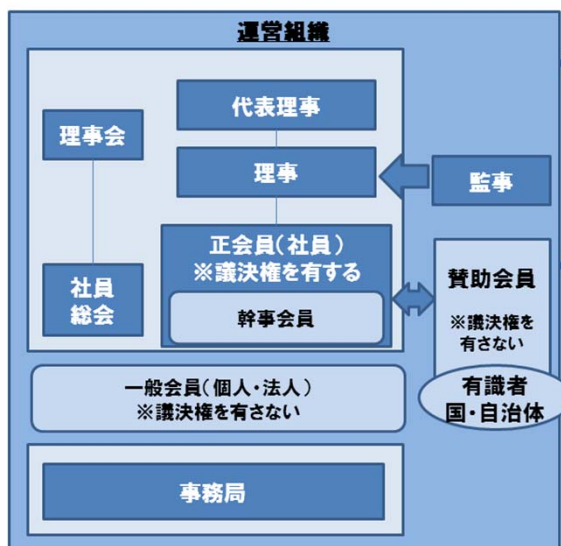 運営組織
代表理事
理事会
理事
監事
正会員(社員)
※議決権を有する
幹事会員
社員
総会
賛助会員
※議決権を
有さない
有識者
国・自治体
一般会員(個人・法人)
※議決権を有さない
事務局